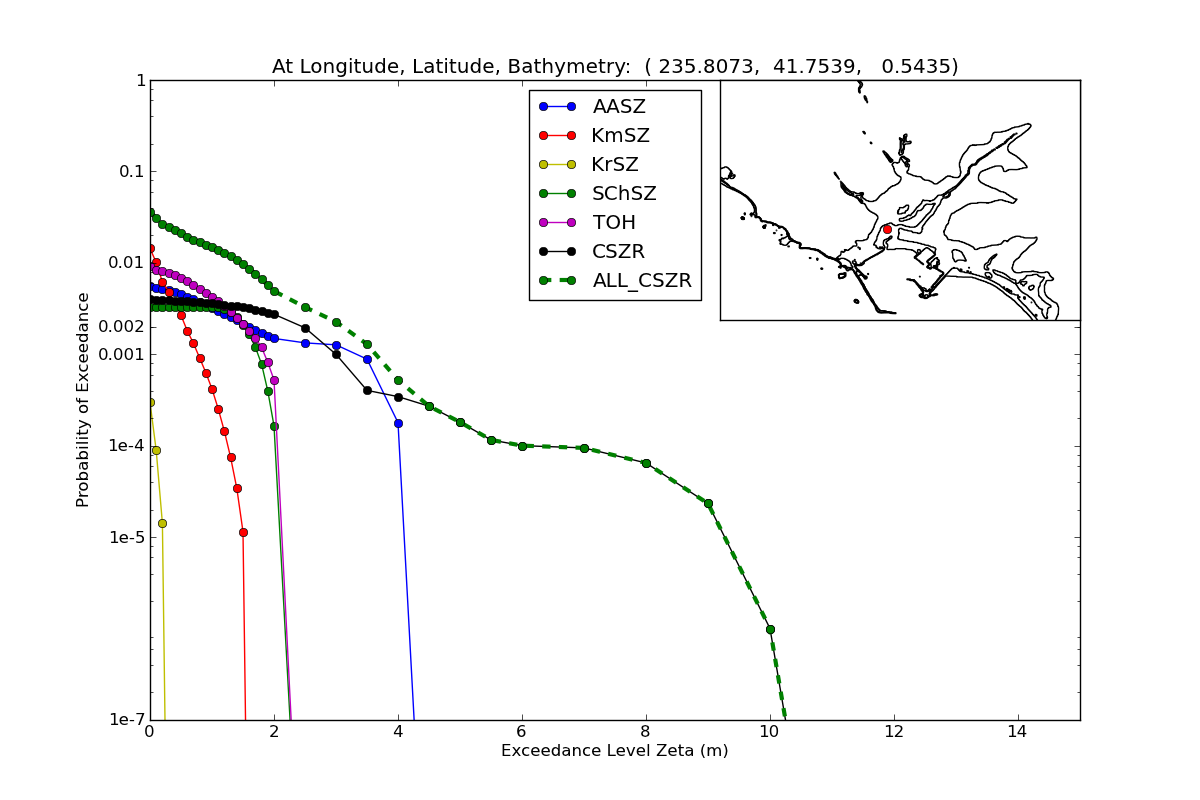 At Longitude, Latitude, Bathymetry: ( 235.8073, 41.7539, 0.5435)
AASZ
KmSZ
KrSZ
SChSZ
TOH
CSZR
ALL_CSZR
Probability of Exceedance
1
0.1
0.01
0.002
0.001
1e-4
1e-5
1e-7
0 2 4 6 8 10 12 14
Exceedance Level Zeta (m)